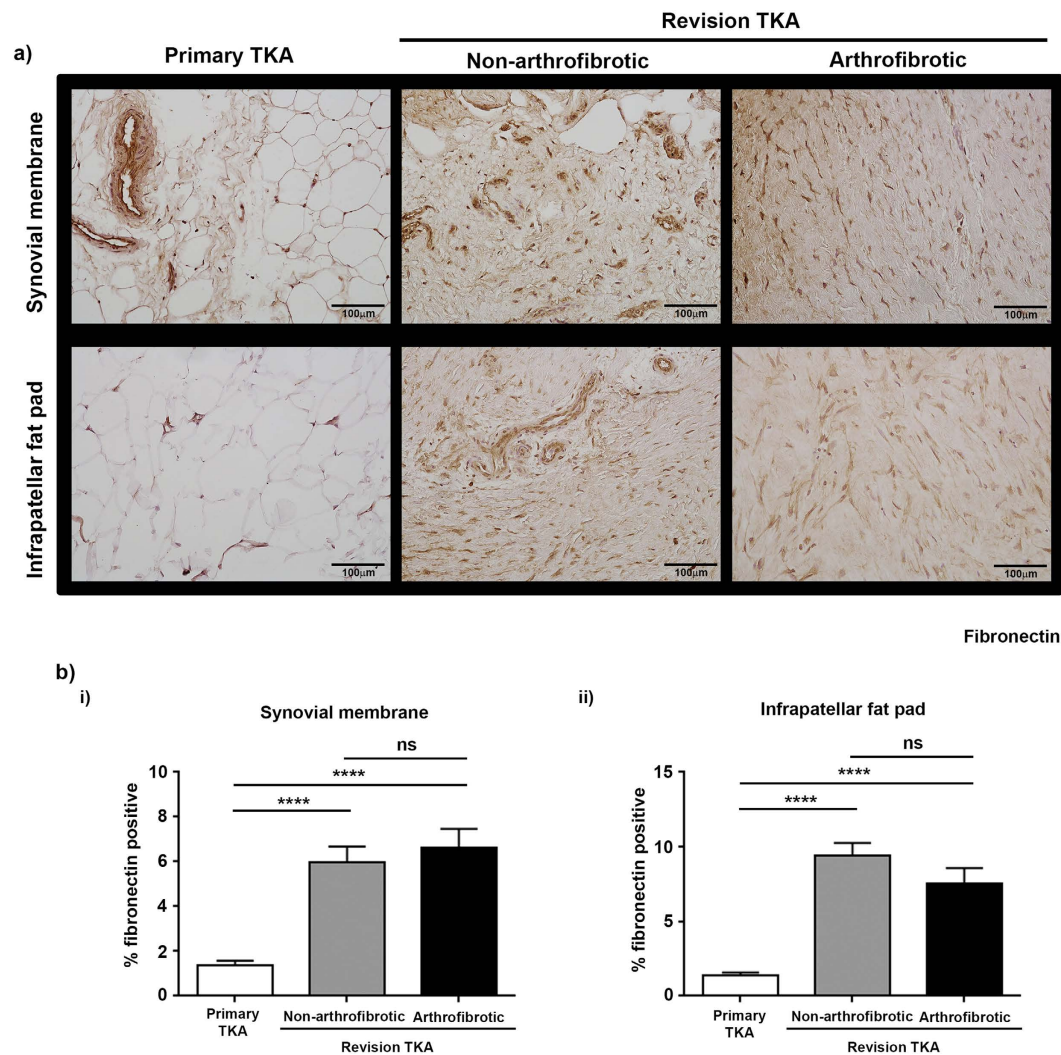 Revision TKA
a)
Primary TKA
Non-arthrofibrotic
Arthrofibrotic
Synovial membrane
100µm
100µm
100µm
Infrapatellar fat pad
100µm
100µm
100µm
Fibronectin
b)
i)
Synovial membrane
ns
****
****
% fibronectin positive
10
8
6
4
2
0
Primary
TKA
Non-arthrofibrotic
Arthrofibrotic
Revision TKA
ii)
Infrapatellar fat pad
ns
****
****
% fibronectin positive
15
10
5
0
Primary
TKA
Non-arthrofibrotic
Arthrofibrotic
Revision TKA